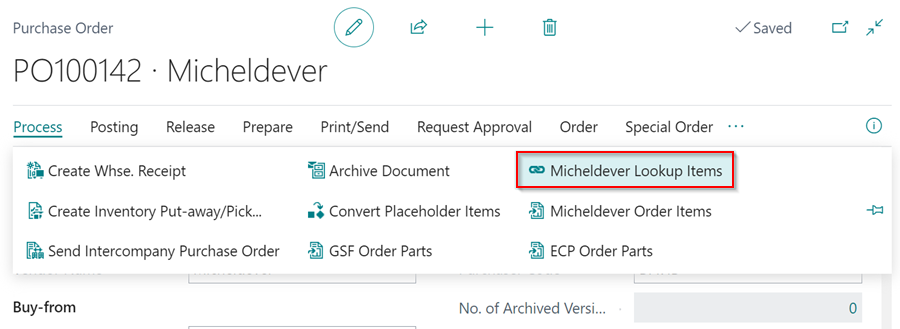 Purchase Order
Saved
PO100142 · Micheldever
Process Posting Release Prepare Print/Send Request Approval Order Special Order ···
Create Whse. Receipt Archive Document Micheldever Lookup Items
Create Inventory Put-away/Pick... Convert Placeholder Items Micheldever Order Items
Send Intercompany Purchase Order GSF Order Parts ECP Order Parts
Buy-from No. of Archived Versi... 0